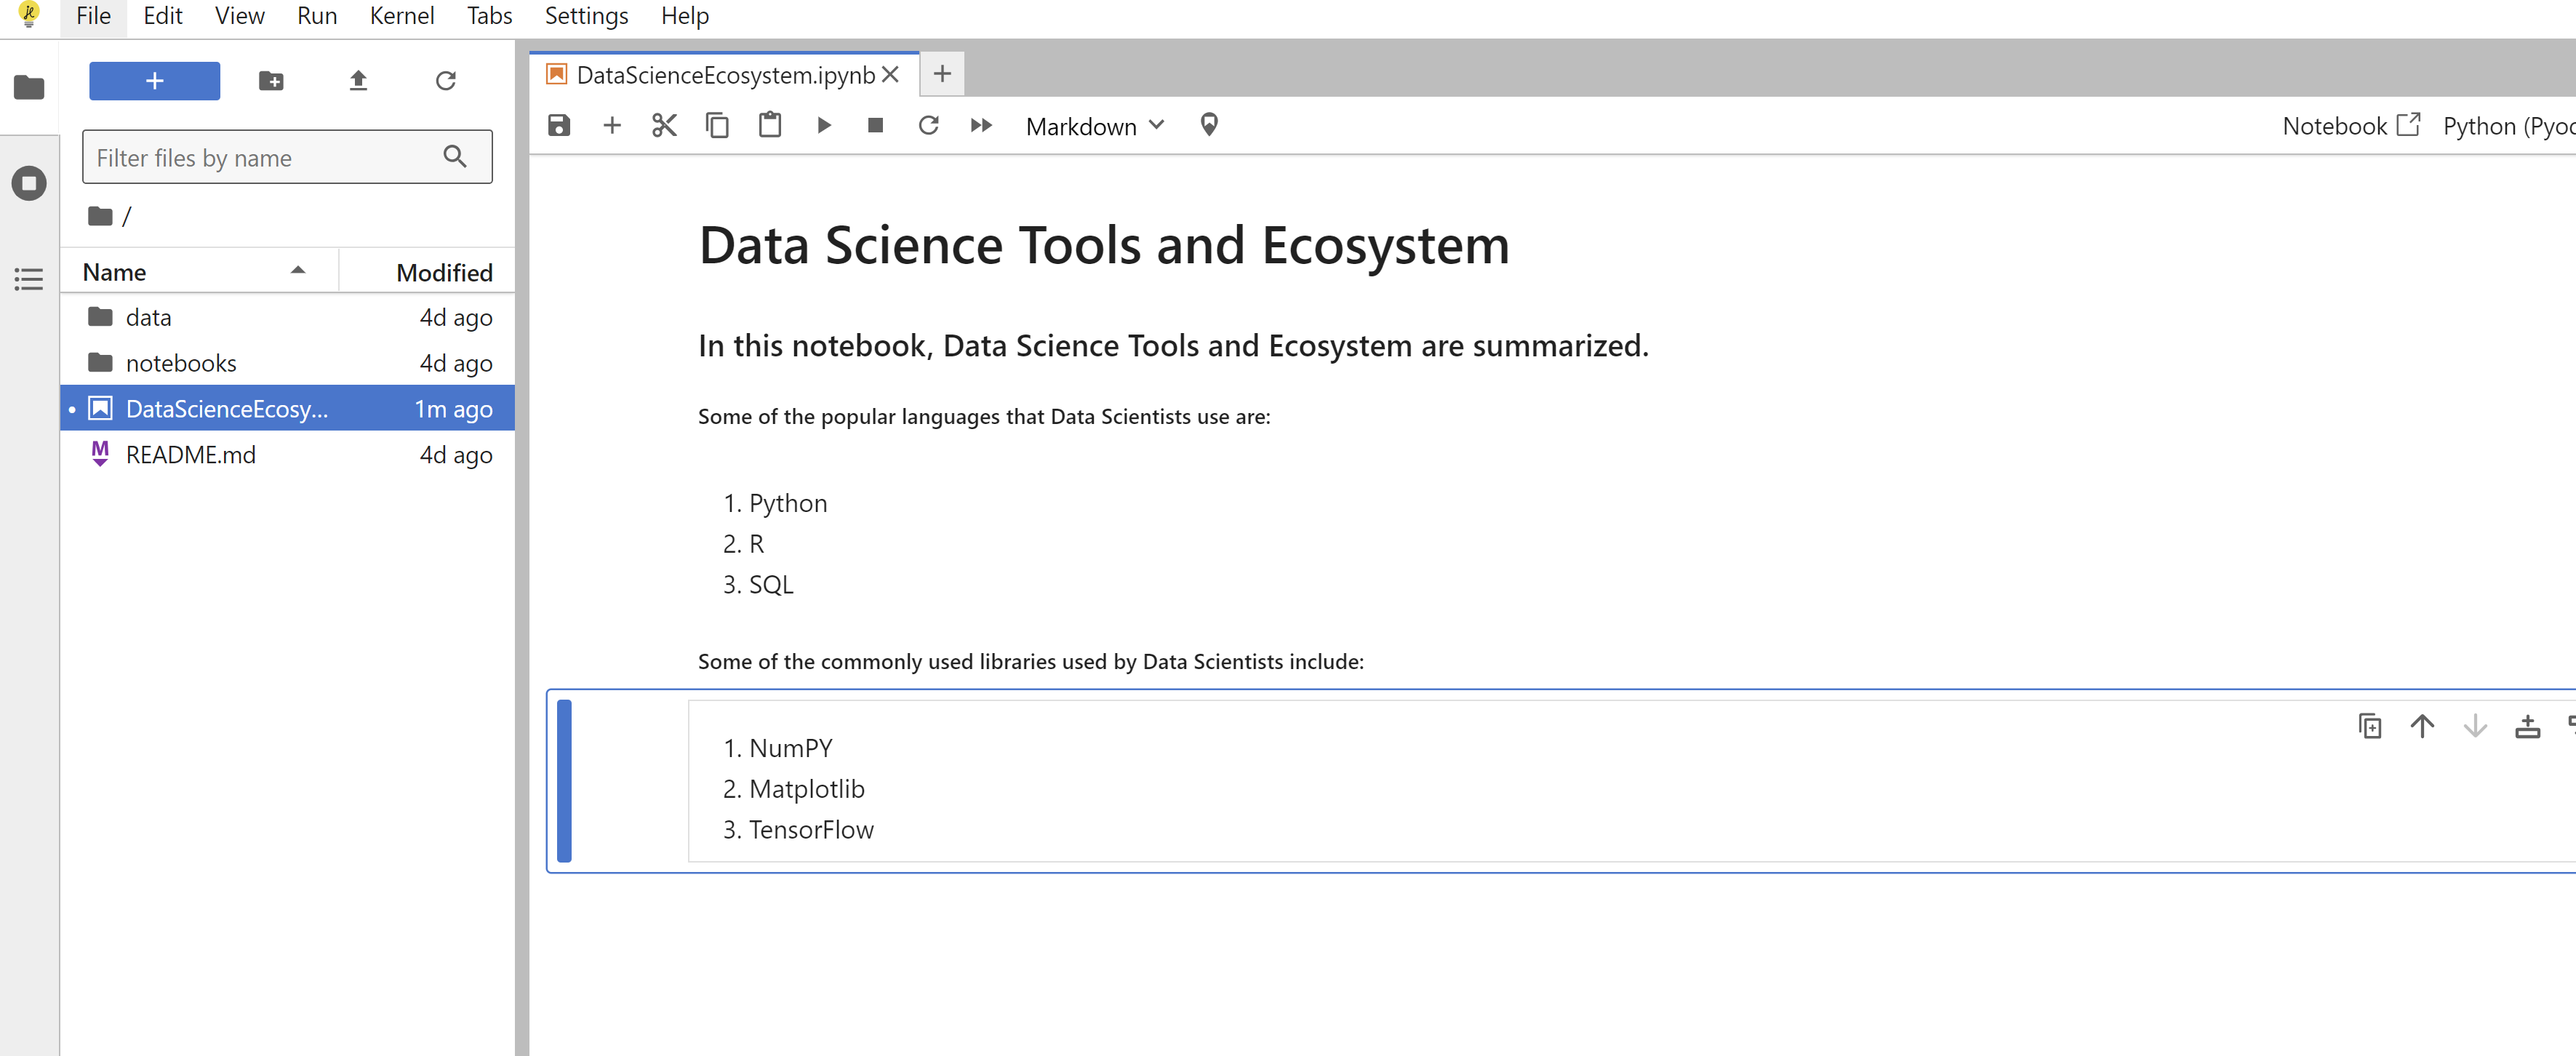 File Edit View Run Kernel Tabs Settings Help
DataScienceEcosystem.ipynb
Filter files by name
Markdown
Notebook Python (Pyod
/
Name Modified
data 4d ago
notebooks 4d ago
DataScienceEcosy... 1m ago
README.md 4d ago
Data Science Tools and Ecosystem
In this notebook, Data Science Tools and Ecosystem are summarized.
Some of the popular languages that Data Scientists use are:
1. Python
2. R
3. SQL
Some of the commonly used libraries used by Data Scientists include:
1. NumPY
2. Matplotlib
3. TensorFlow